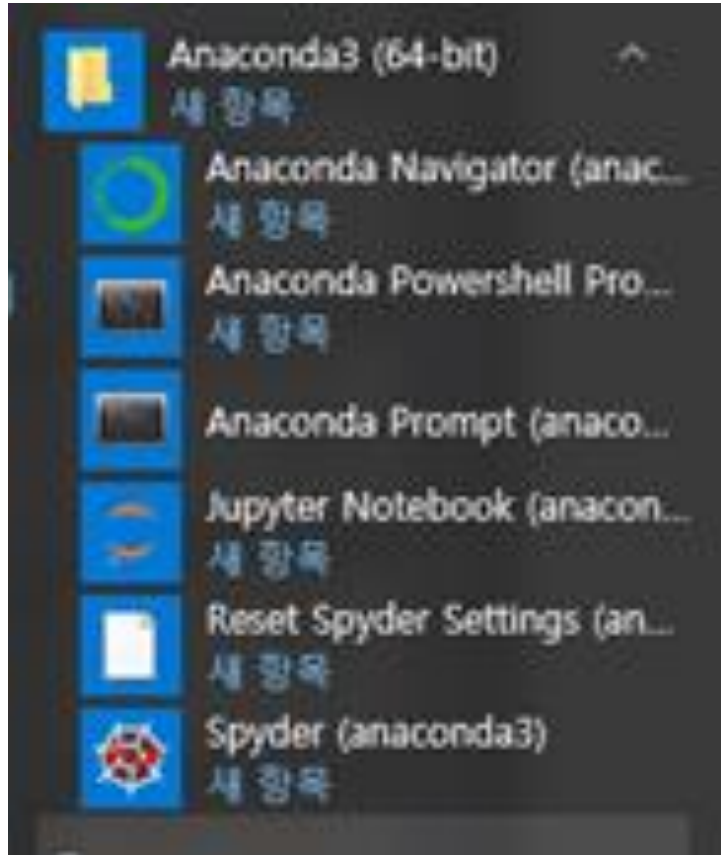 Anaconda3 (64-bit)
새 항목
Anaconda Navigator (anac...
새 항목
Anaconda Powershell Pro...
새 항목
Anaconda Prompt (anaco...
Jupyter Notebook (anacon...
새 항목
Reset Spyder Settings (an...
새 항목
Spyder (anaconda3)
새 항목